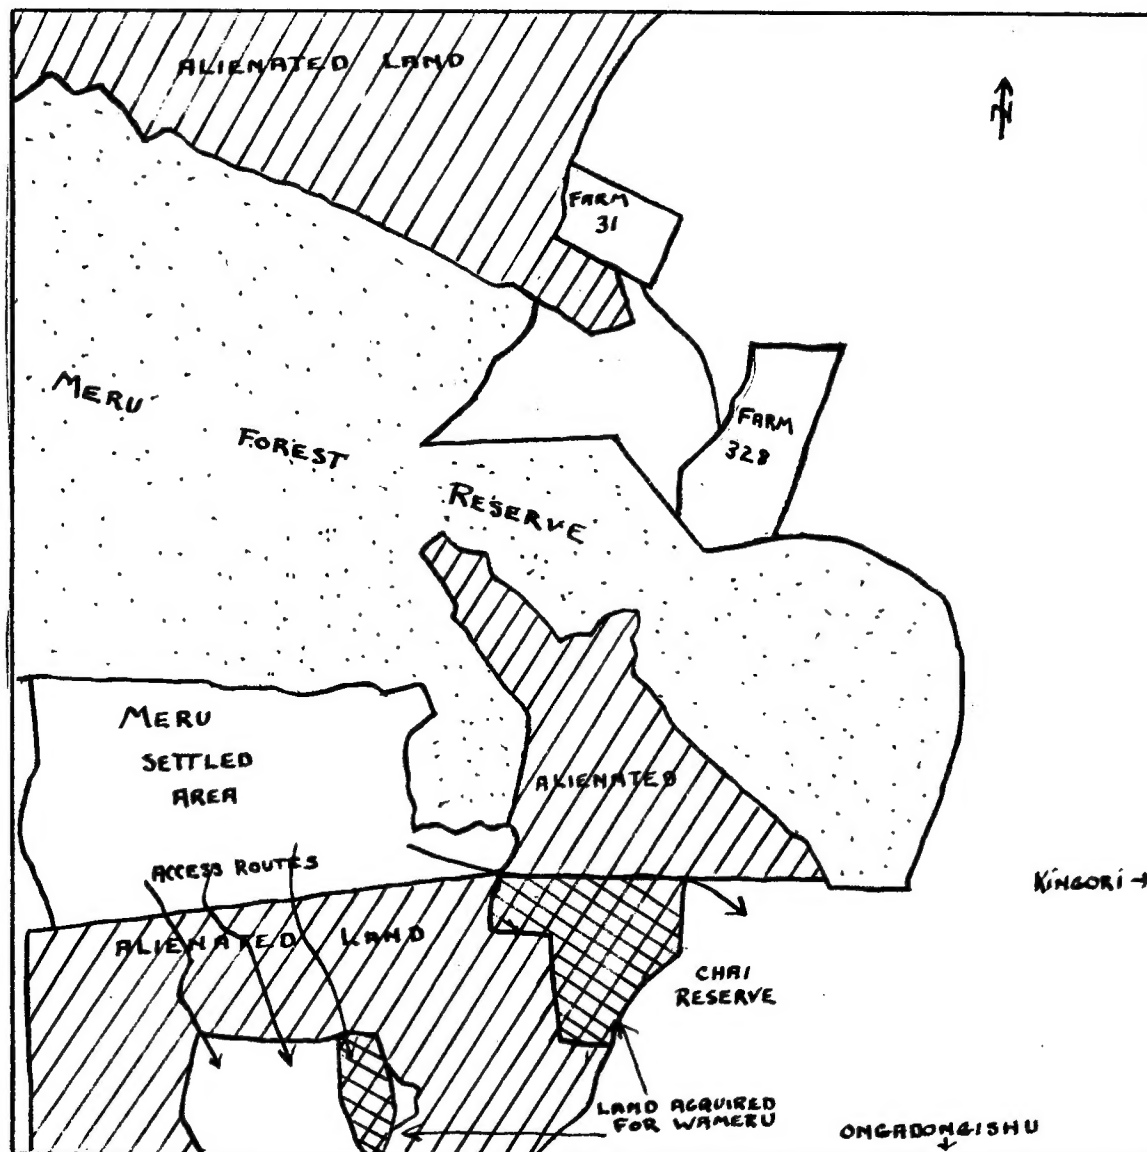 ALIENATED LAND
N
FARM
31
MERU
FOREST
RESERVE
FARM
328
MERU
SETTLED
AREA
ALIENATED
ACCESS ROUTES
KINGORI
ALIENATED LAND
CHAI
RESERVE
LAND ACQUIRED
FOR WAMERU
ONGADONGISHU